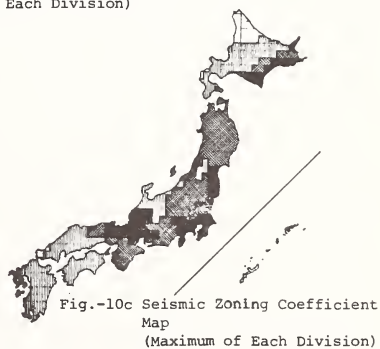 Each Division)
Fig.-10c Seismic Zoning Coefficient
Map
(Maximum of Each Division)